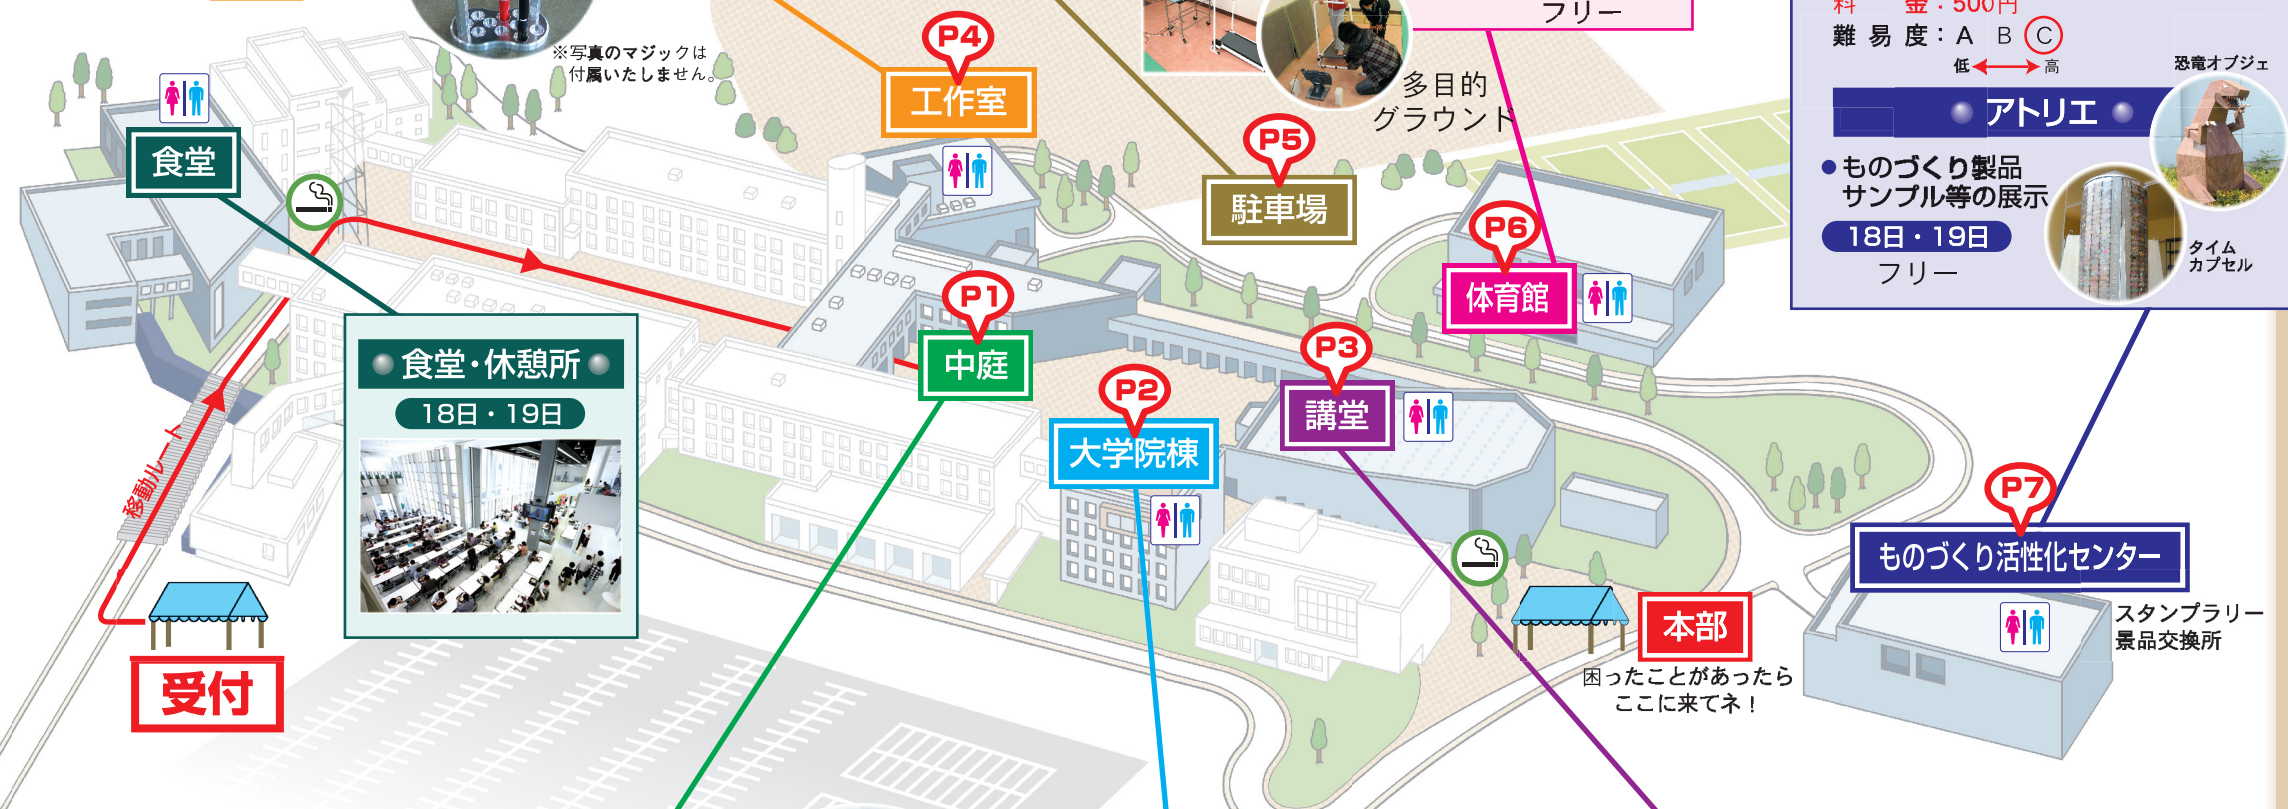 ※写真のマジックは
付属いたしません。
P4
工作室
フリー
多目的
グラウンド
料　金：500円
難易度：A B C
低 高
恐竜オブジェ
アトリエ
●ものづくり製品
サンプル等の展示
18日・19日
フリー
タイム
カプセル
食堂
P5
駐車場
P6
体育館
P1
中庭
P3
講堂
P2
大学院棟
食堂・休憩所
18日・19日
移動ルート
P7
ものづくり活性化センター
スタンプラリー
景品交換所
本部
困ったことがあったら
ここに来てネ！
受付